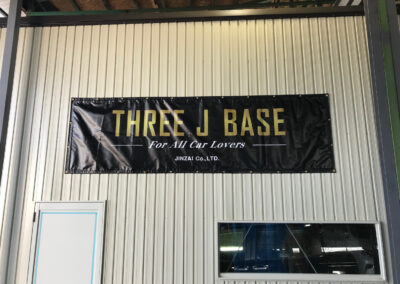 THREE J BASE
For All Car Lovers
JINZAI Co.,LTD.